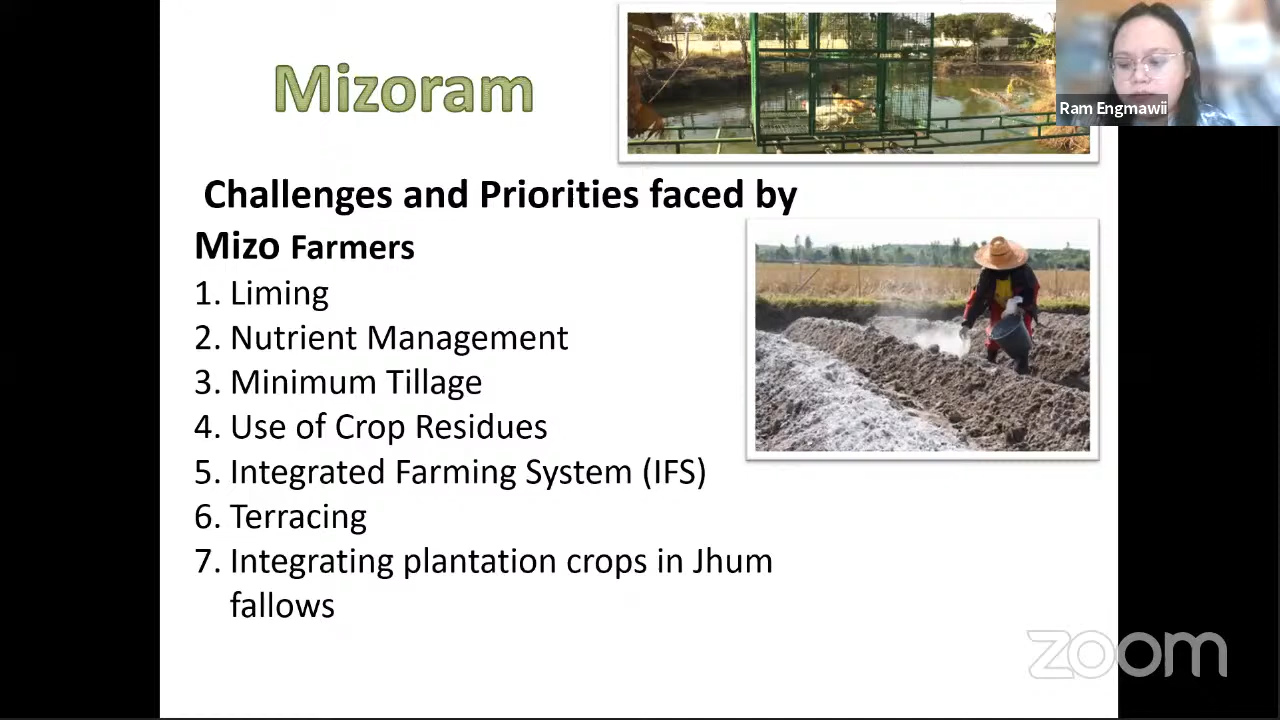 Mizoram
Ram Engmawii
Challenges and Priorities faced by
Mizo Farmers
1. Liming
2. Nutrient Management
3. Minimum Tillage
4. Use of Crop Residues
5. Integrated Farming System (IFS)
6. Terracing
7. Integrating plantation crops in Jhum
fallows
zoom